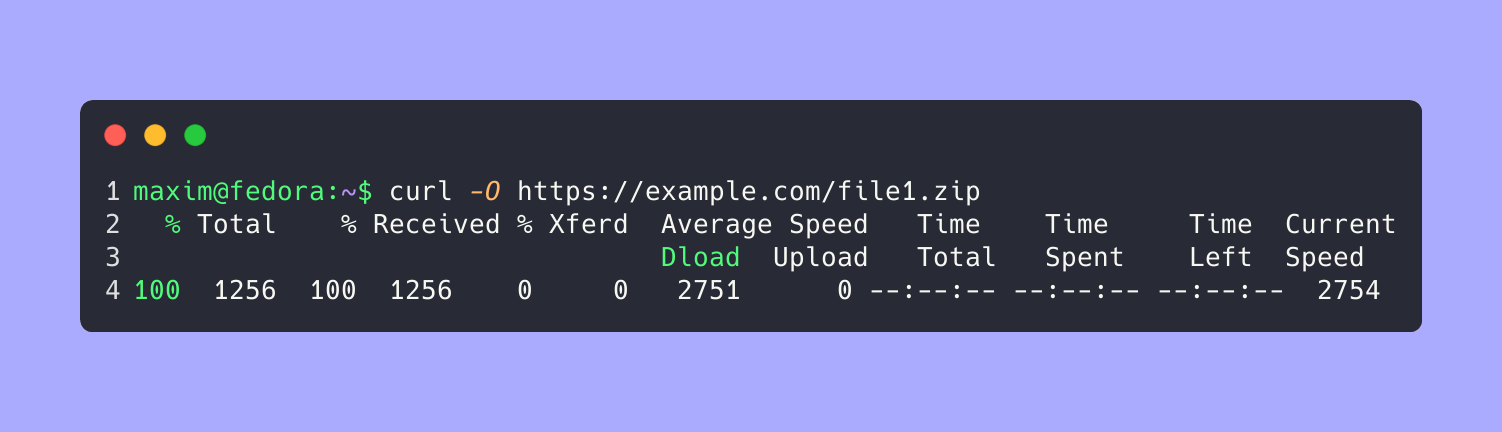 1 maxim@fedora:~$ curl -O https://example.com/file1.zip
2   % Total    % Received % Xferd  Average Speed   Time    Time     Time  Current
3                                  Dload  Upload   Total   Spent    Left  Speed
4 100  1256  100  1256    0     0   2751      0 --:--:-- --:--:-- --:--:--  2754